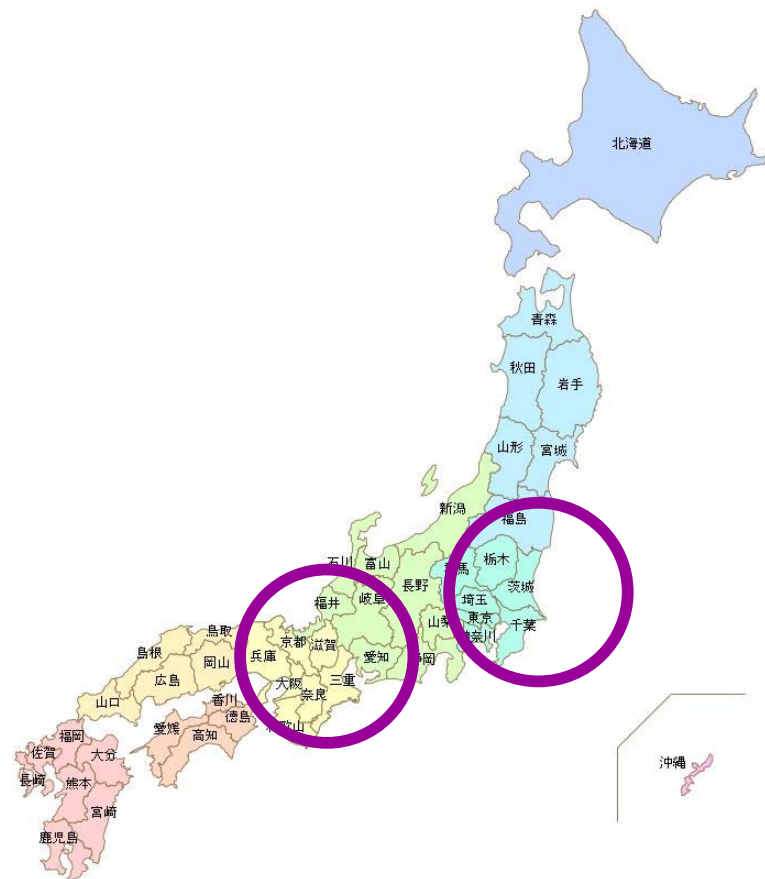 北海道
青森
秋田
岩手
山形
宮城
新潟
福島
栃木
石川
富山
茨城
長野
岐阜
埼玉
福井
東京
山梨
千葉
鳥取
京都
滋賀
島根
兵庫
愛知
岡山
三重
広島
大阪
奈良
香川
山口
徳島
愛媛
福岡
高知
佐賀
大分
沖縄
長崎
熊本
宮崎
鹿児島